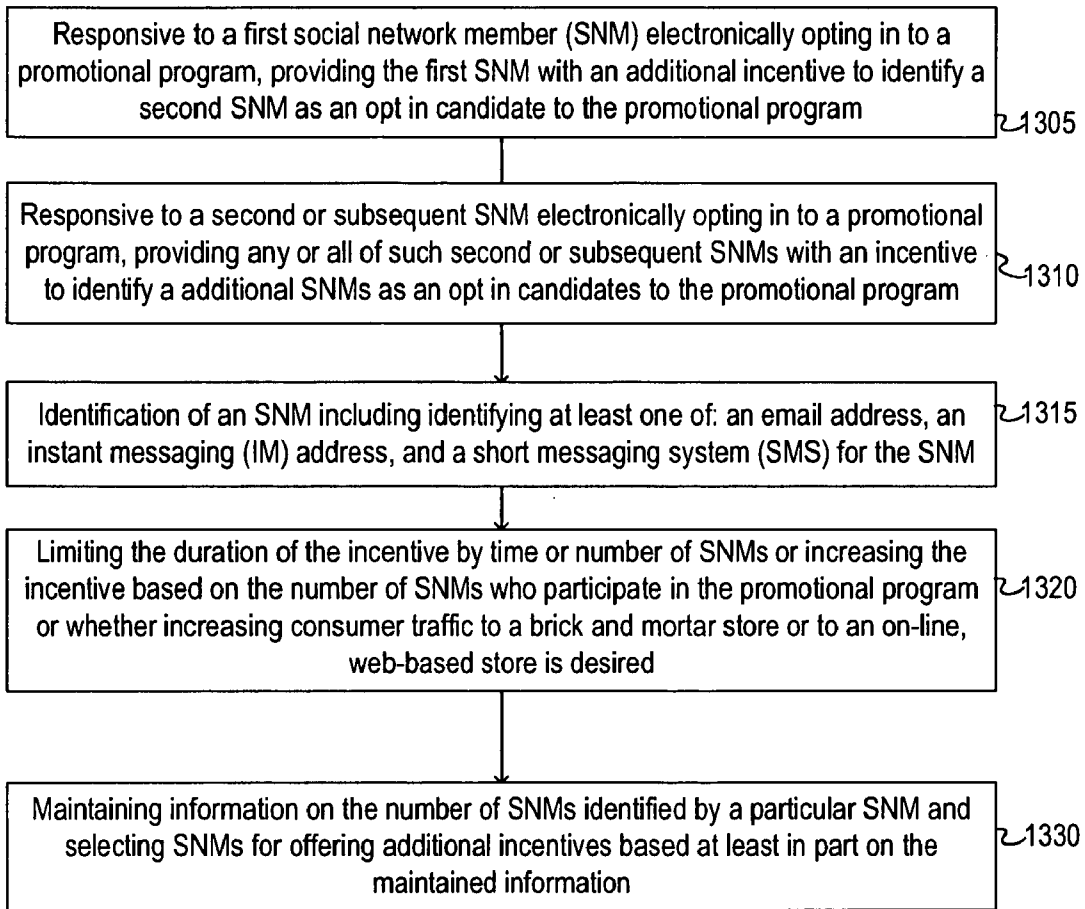 Responsive to a first social network member (SNM) electronically opting in to a
promotional program, providing the first SNM with an additional incentive to identify a
second SNM as an opt in candidate to the promotional program
1305
Responsive to a second or subsequent SNM electronically opting in to a promotional
program, providing any or all of such second or subsequent SNMs with an incentive
to identify a additional SNMs as an opt in candidates to the promotional program
1310
Identification of an SNM including identifying at least one of: an email address, an
instant messaging (IM) address, and a short messaging system (SMS) for the SNM
1315
Limiting the duration of the incentive by time or number of SNMs or increasing the
incentive based on the number of SNMs who participate in the promotional program
or whether increasing consumer traffic to a brick and mortar store or to an on-line,
web-based store is desired
1320
Maintaining information on the number of SNMs identified by a particular SNM and
selecting SNMs for offering additional incentives based at least in part on the
maintained information
1330